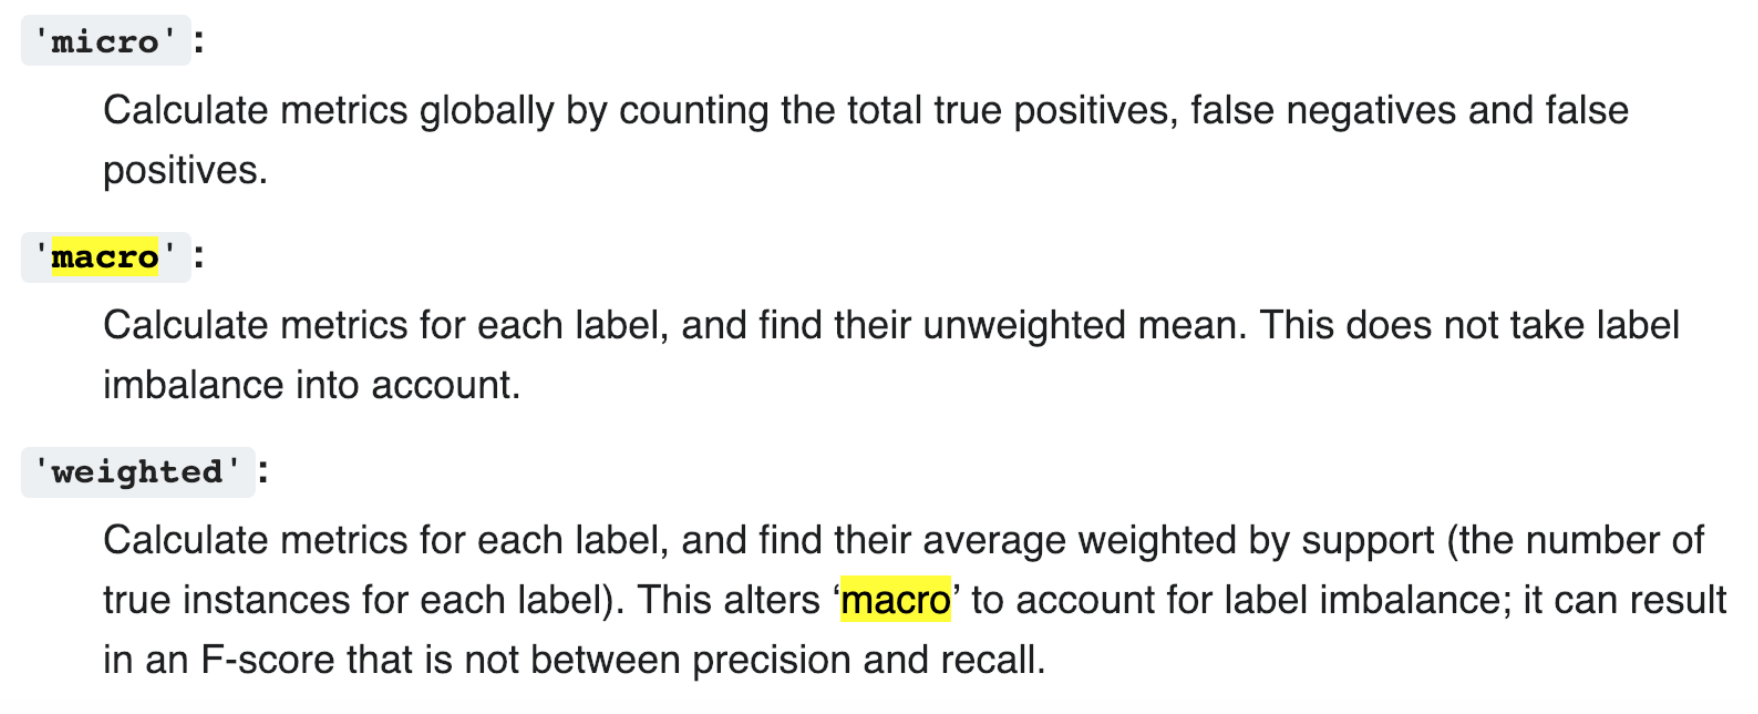 'micro' :
Calculate metrics globally by counting the total true positives, false negatives and false
positives.
'macro' :
Calculate metrics for each label, and find their unweighted mean. This does not take label
imbalance into account.
'weighted' :
Calculate metrics for each label, and find their average weighted by support (the number of
true instances for each label). This alters ‘macro’ to account for label imbalance; it can result
in an F-score that is not between precision and recall.